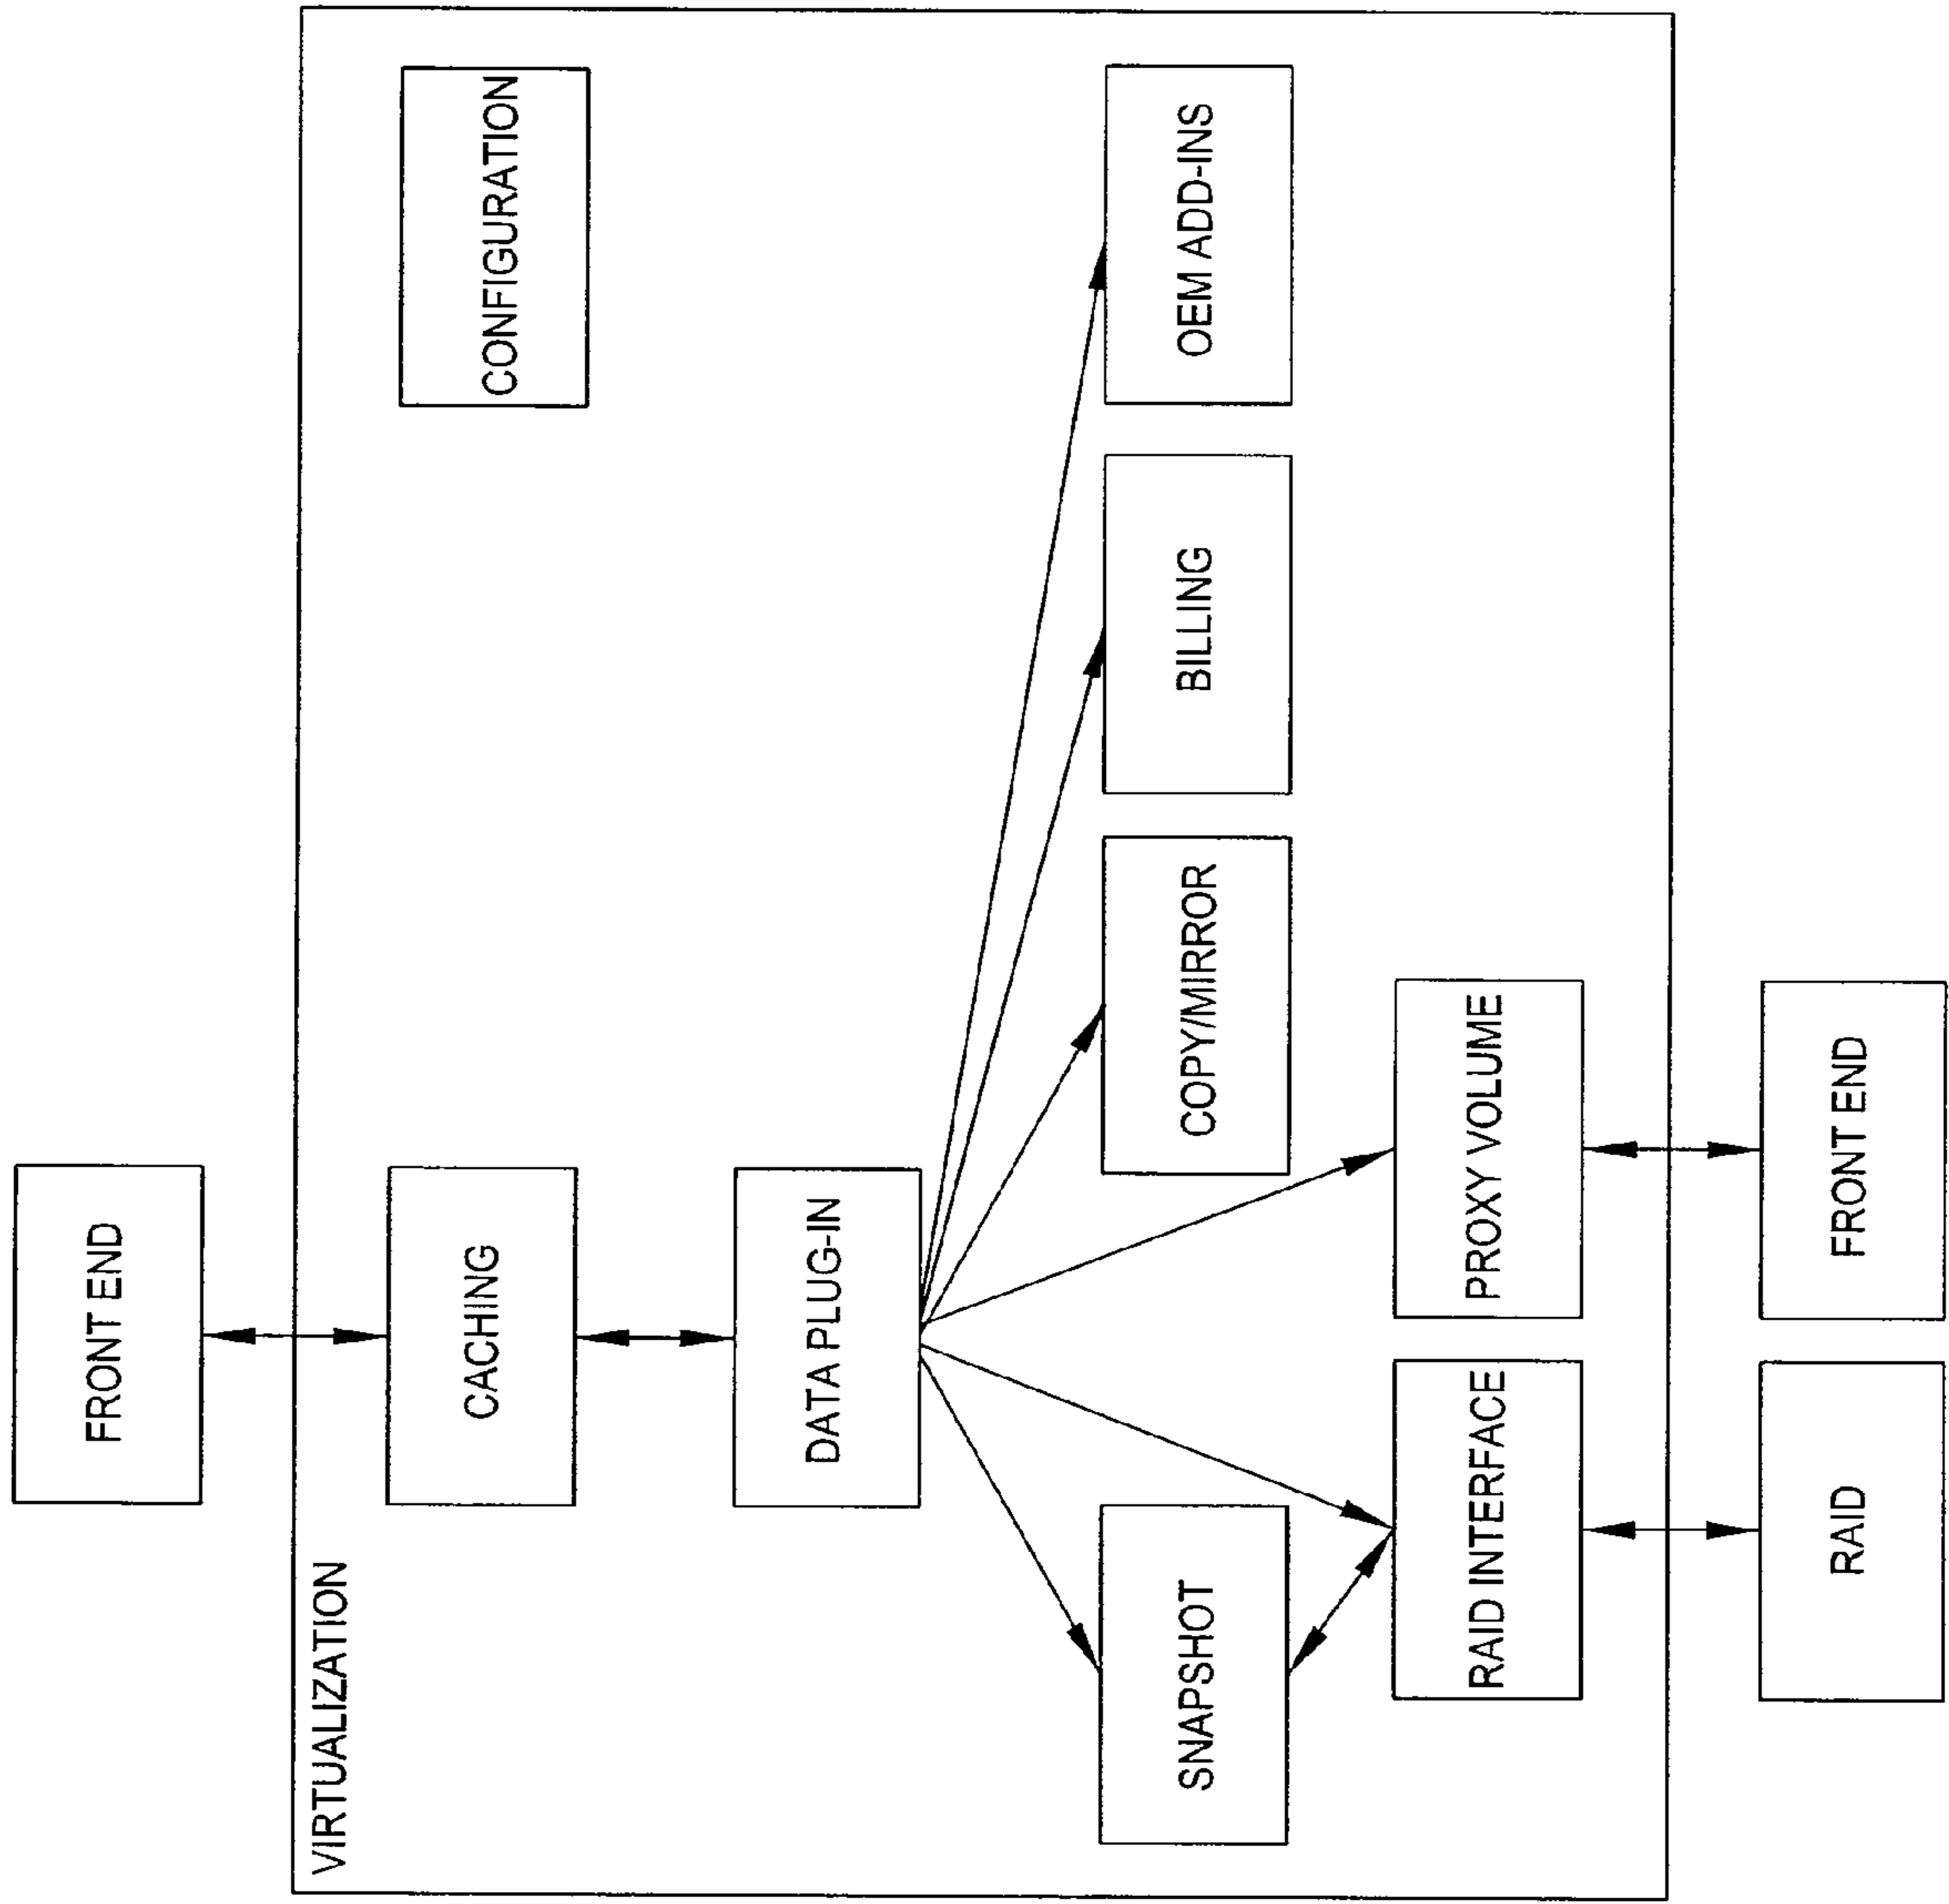 FRONT END
VIRTUALIZATION
CACHING
CONFIGURATION
DATA PLUG-IN
SNAPSHOT
COPY/MIRROR
BILLING
OEM ADD-INS
RAID INTERFACE
PROXY VOLUME
RAID
FRONT END